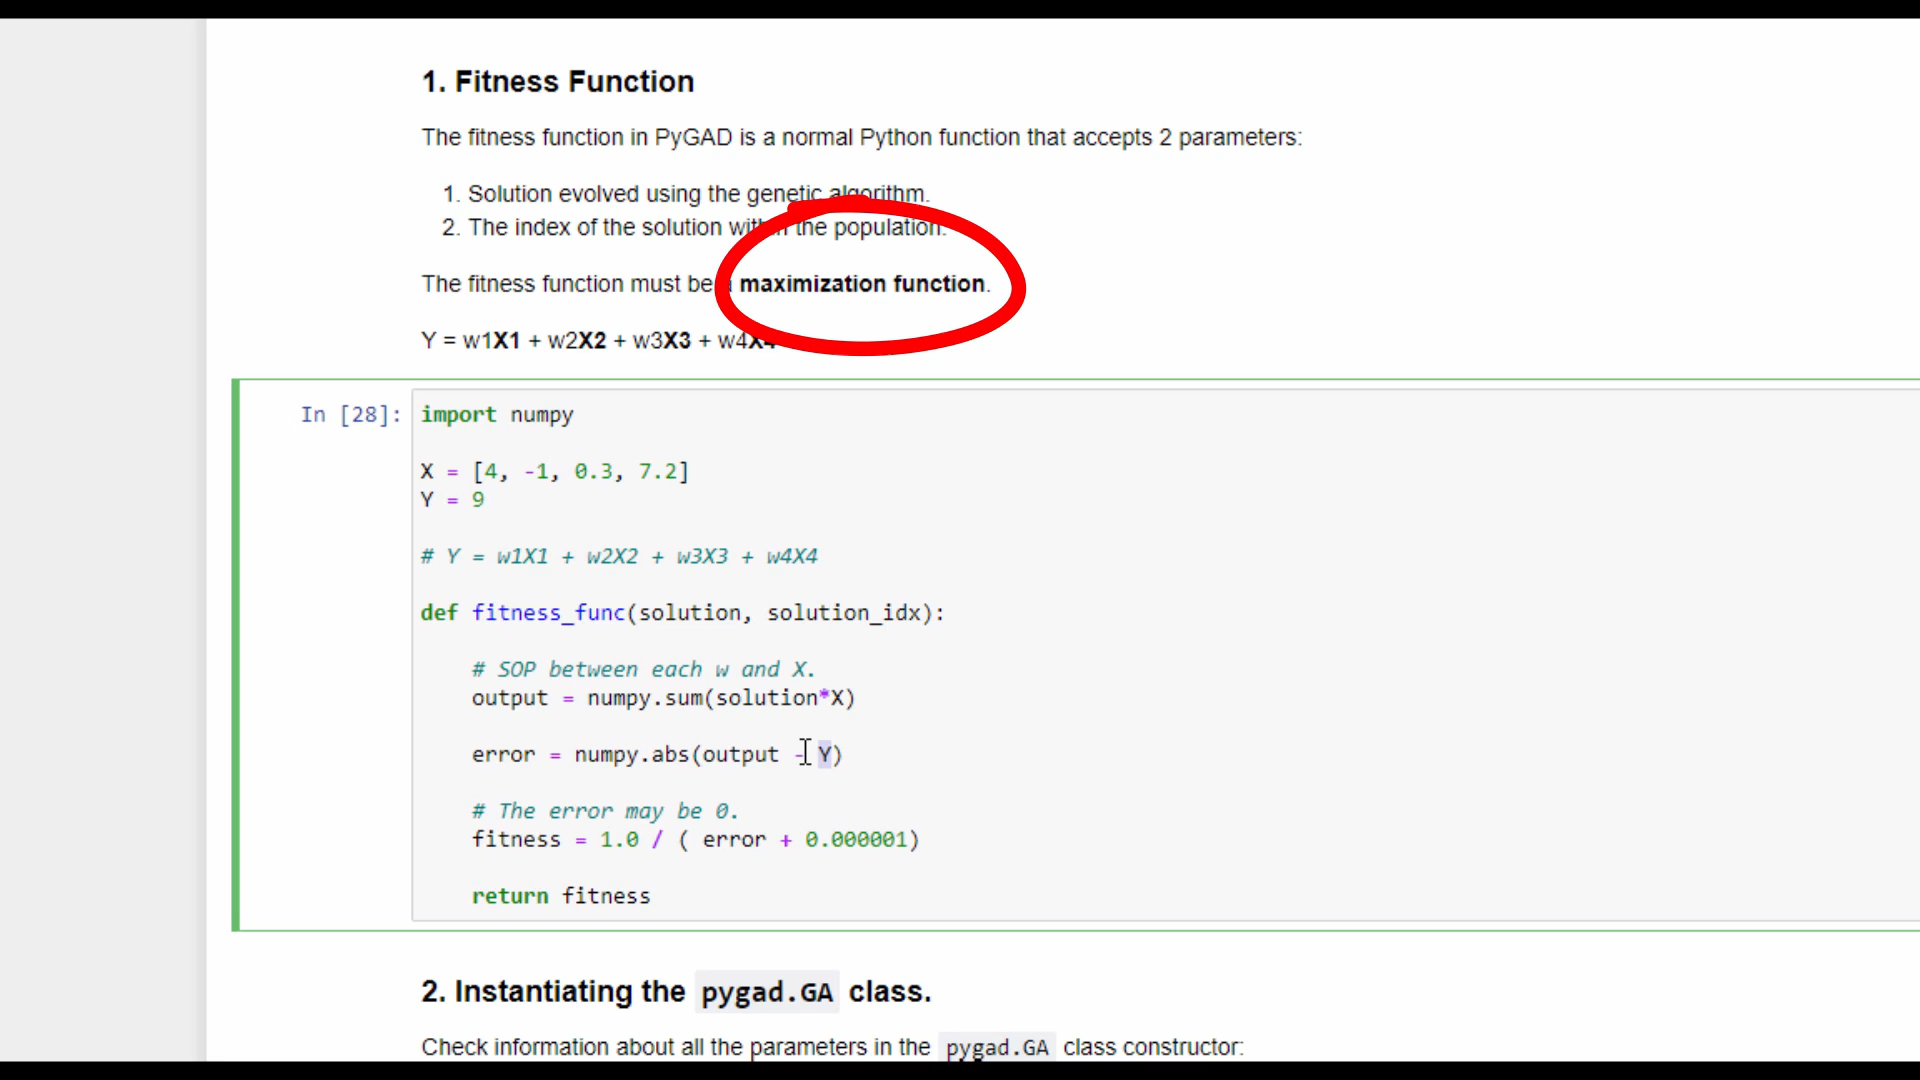 1. Fitness Function
The fitness function in PyGAD is a normal Python function that accepts 2 parameters:
1. Solution evolved using the genetic algorithm.
2. The index of the solution within the population.
The fitness function must be a maximization function.
Y = w1X1 + w2X2 + w3X3 + w4X4
In [28]: import numpy
X = [4, -1, 0.3, 7.2]
Y = 9
# Y = w1X1 + w2X2 + w3X3 + w4X4
def fitness_func(solution, solution_idx):
# SOP between each w and X.
output = numpy.sum(solution*X)
error = numpy.abs(output - Y)
# The error may be 0.
fitness = 1.0 / ( error + 0.000001)
return fitness
2. Instantiating the pygad.GA class.
Check information about all the parameters in the pygad.GA class constructor: